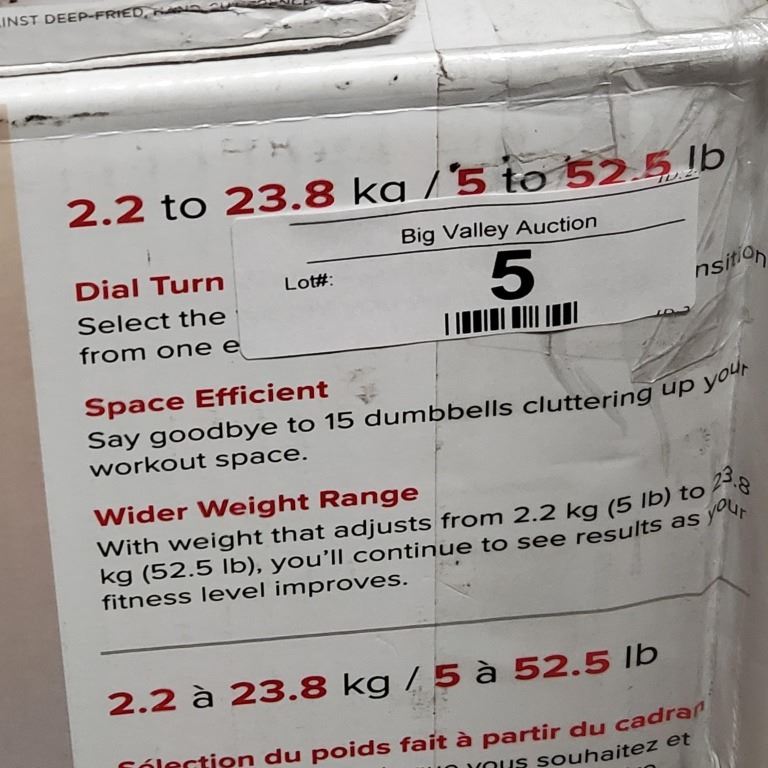 INST DEEP-FRIED,
2.2 to 23.8 kg / 5 to 52.5 lb
Big Valley Auction
Lot#:
5
Dial Turn
Select the
nsition
from one e
Space Efficient
Say goodbye to 15 dumbbells cluttering up your
workout space.
Wider Weight Range
With weight that adjusts from 2.2 kg (5 lb) to 23.8
kg (52.5 lb), you'll continue to see results as your
fitness level improves.
2.2 à 23.8 kg / 5 à 52.5 lb
Sélection du poids fait à partir du cadran
vous souhaitez et